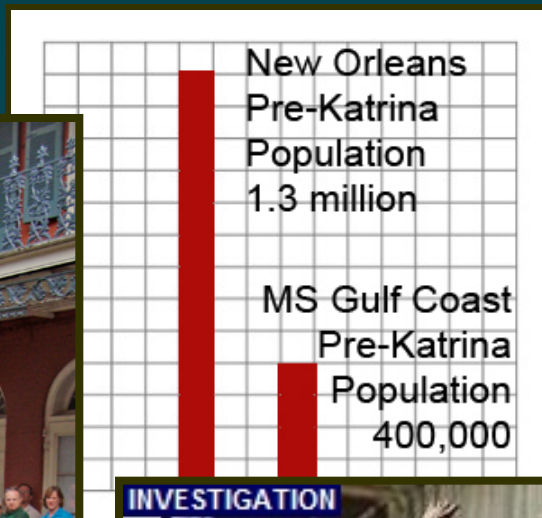 New Orleans
Pre-Katrina
Population
1.3 million
MS Gulf Coast
Pre-Katrina
Population
400,000
INVESTIGATION